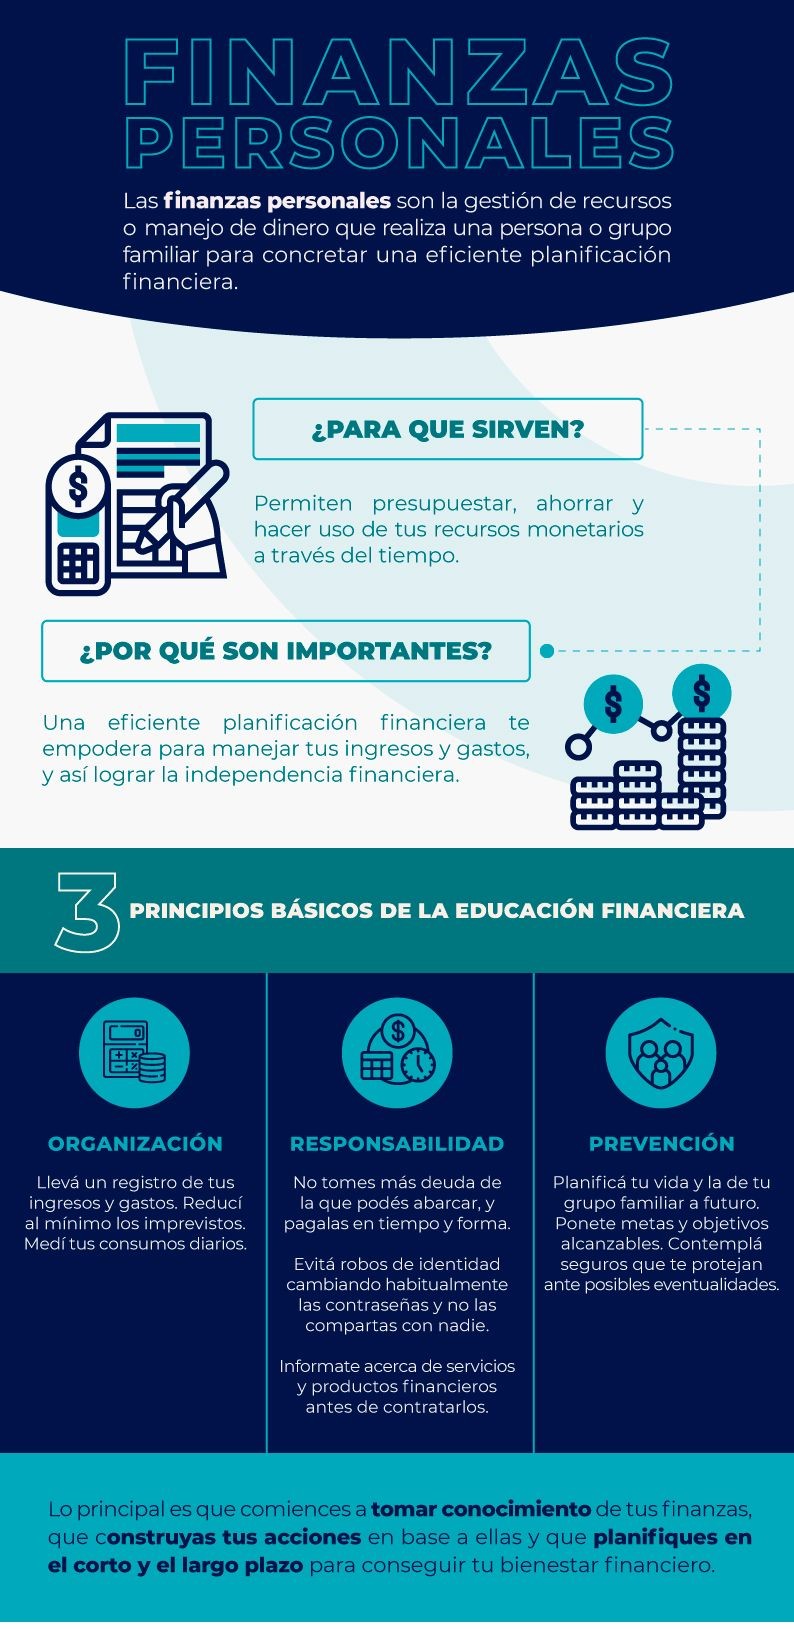 FINANZAS
PERSONALES
Las finanzas personales son la gestión de recursos
o manejo de dinero que realiza una persona o grupo
familiar para concretar una eficiente planificación
financiera.
¿PARA QUE SIRVEN?
$
Permiten presupuestar, ahorrar y
hacer uso de tus recursos monetarios
a través del tiempo.
¿POR QUÉ SON IMPORTANTES?
$ $
Una eficiente planificación financiera te
empodera para manejar tus ingresos y gastos,
y así lograr la independencia financiera.
3 PRINCIPIOS BÁSICOS DE LA EDUCACIÓN FINANCIERA
0
+ x
- %
ORGANIZACIÓN
Llevá un registro de tus
ingresos y gastos. Reducí
al mínimo los imprevistos.
Medí tus consumos diarios.
$
RESPONSABILIDAD
No tomes más deuda de
la que podés abarcar, y
pagalas en tiempo y forma.
Evitá robos de identidad
cambiando habitualmente
las contraseñas y no las
compartas con nadie.
Informate acerca de servicios
y productos financieros
antes de contratarlos.
PREVENCIÓN
Planificá tu vida y la de tu
grupo familiar a futuro.
Ponete metas y objetivos
alcanzables. Contemplá
seguros que te protejan
ante posibles eventualidades.
Lo principal es que comiences a tomar conocimiento de tus finanzas,
que construyas tus acciones en base a ellas y que planifiques en
el corto y el largo plazo para conseguir tu bienestar financiero.